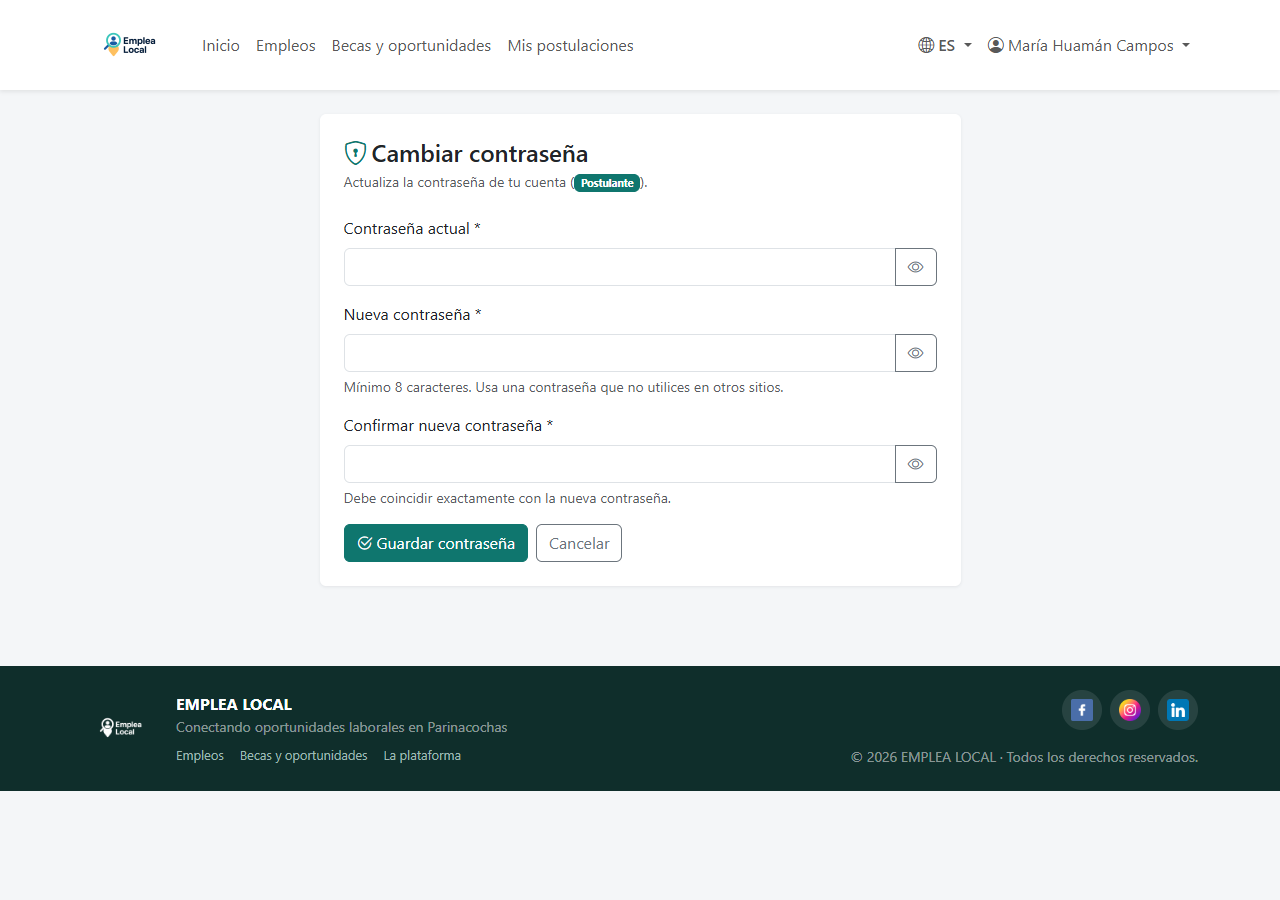 Emplea
Local
Inicio Empleos Becas y oportunidades Mis postulaciones ES María Huamán Campos
Cambiar contraseña
Actualiza la contraseña de tu cuenta (Postulante).
Contraseña actual *
Nueva contraseña *
Mínimo 8 caracteres. Usa una contraseña que no utilices en otros sitios.
Confirmar nueva contraseña *
Debe coincidir exactamente con la nueva contraseña.
Guardar contraseña Cancelar
Emplea
Local
EMPLEA LOCAL
Conectando oportunidades laborales en Parinacochas
Empleos Becas y oportunidades La plataforma
© 2026 EMPLEA LOCAL · Todos los derechos reservados.